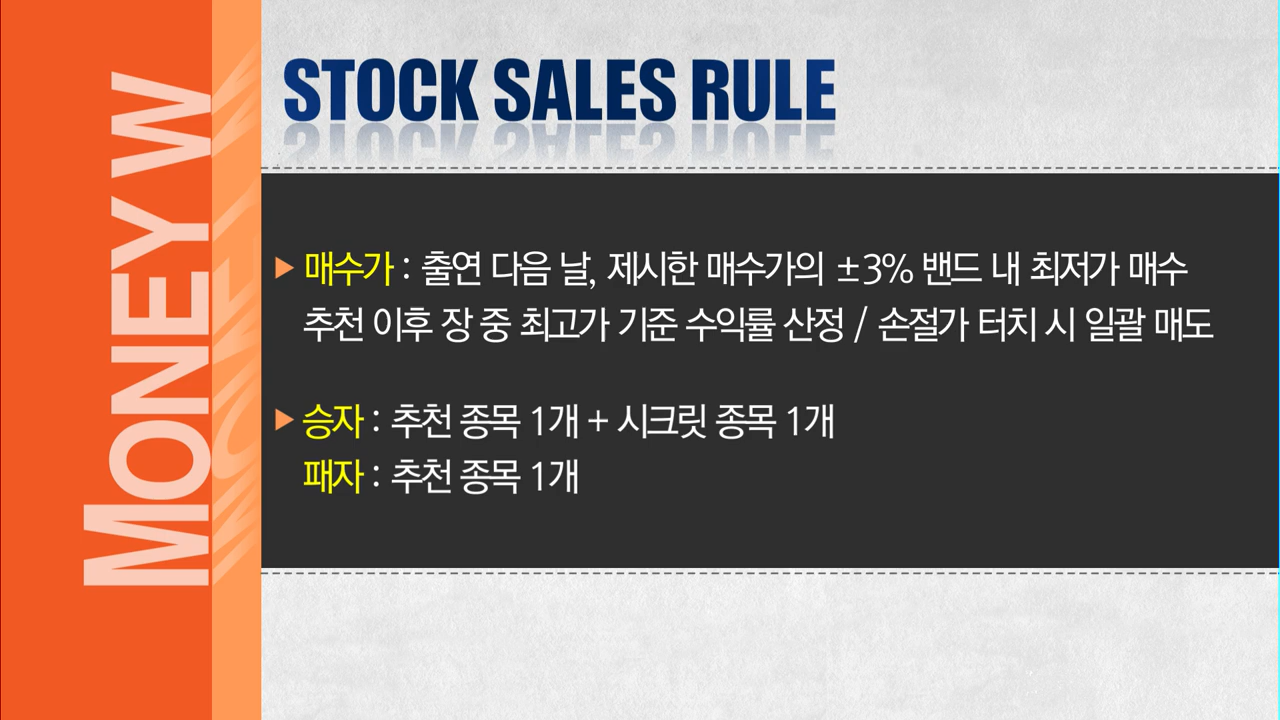 MONEY W
STOCK SALES RULE
▶ 매수가 : 출연 다음 날, 제시한 매수가의 ±3% 밴드 내 최저가 매수
추천 이후 장 중 최고가 기준 수익률 산정 / 손절가 터치 시 일괄 매도
▶ 승자 : 추천 종목 1개 + 시크릿 종목 1개
패자 : 추천 종목 1개